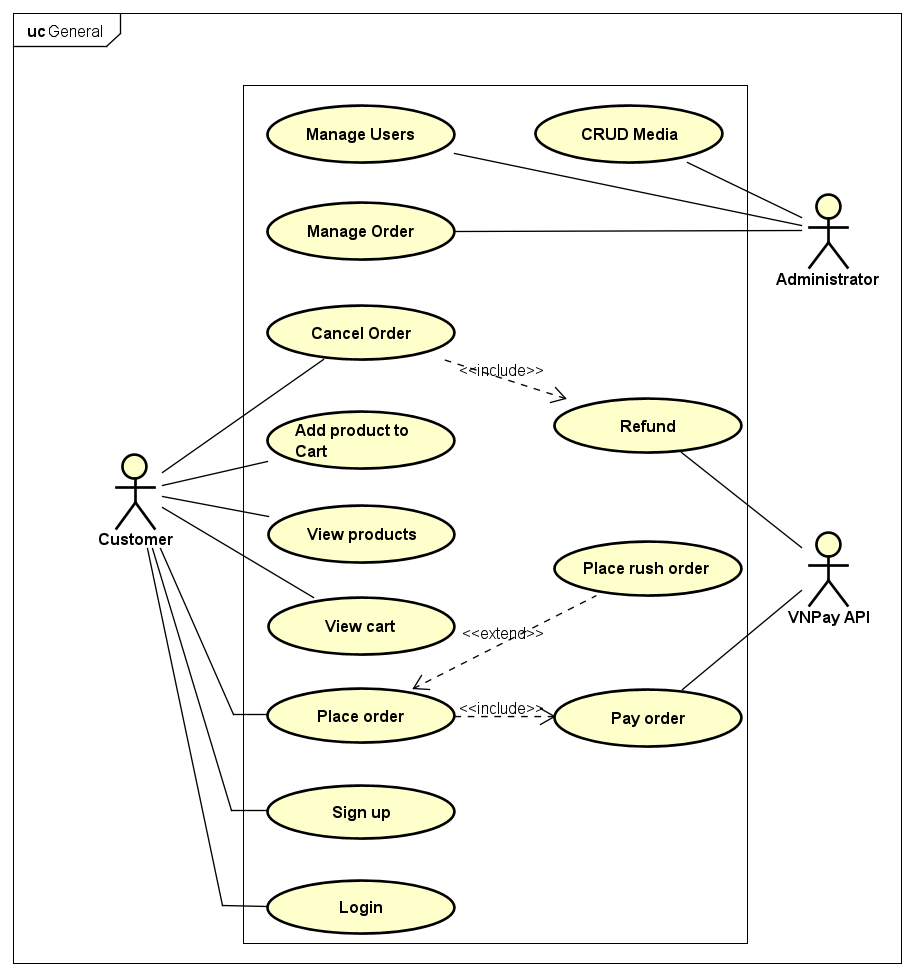 uc General
Manage Users
CRUD Media
Manage Order
Administrator
Cancel Order
<<include>>
Refund
Add product to
Cart
Customer
View products
Place rush order
VNPay API
View cart
<<extend>>
<<include>>
Place order
Pay order
Sign up
Login